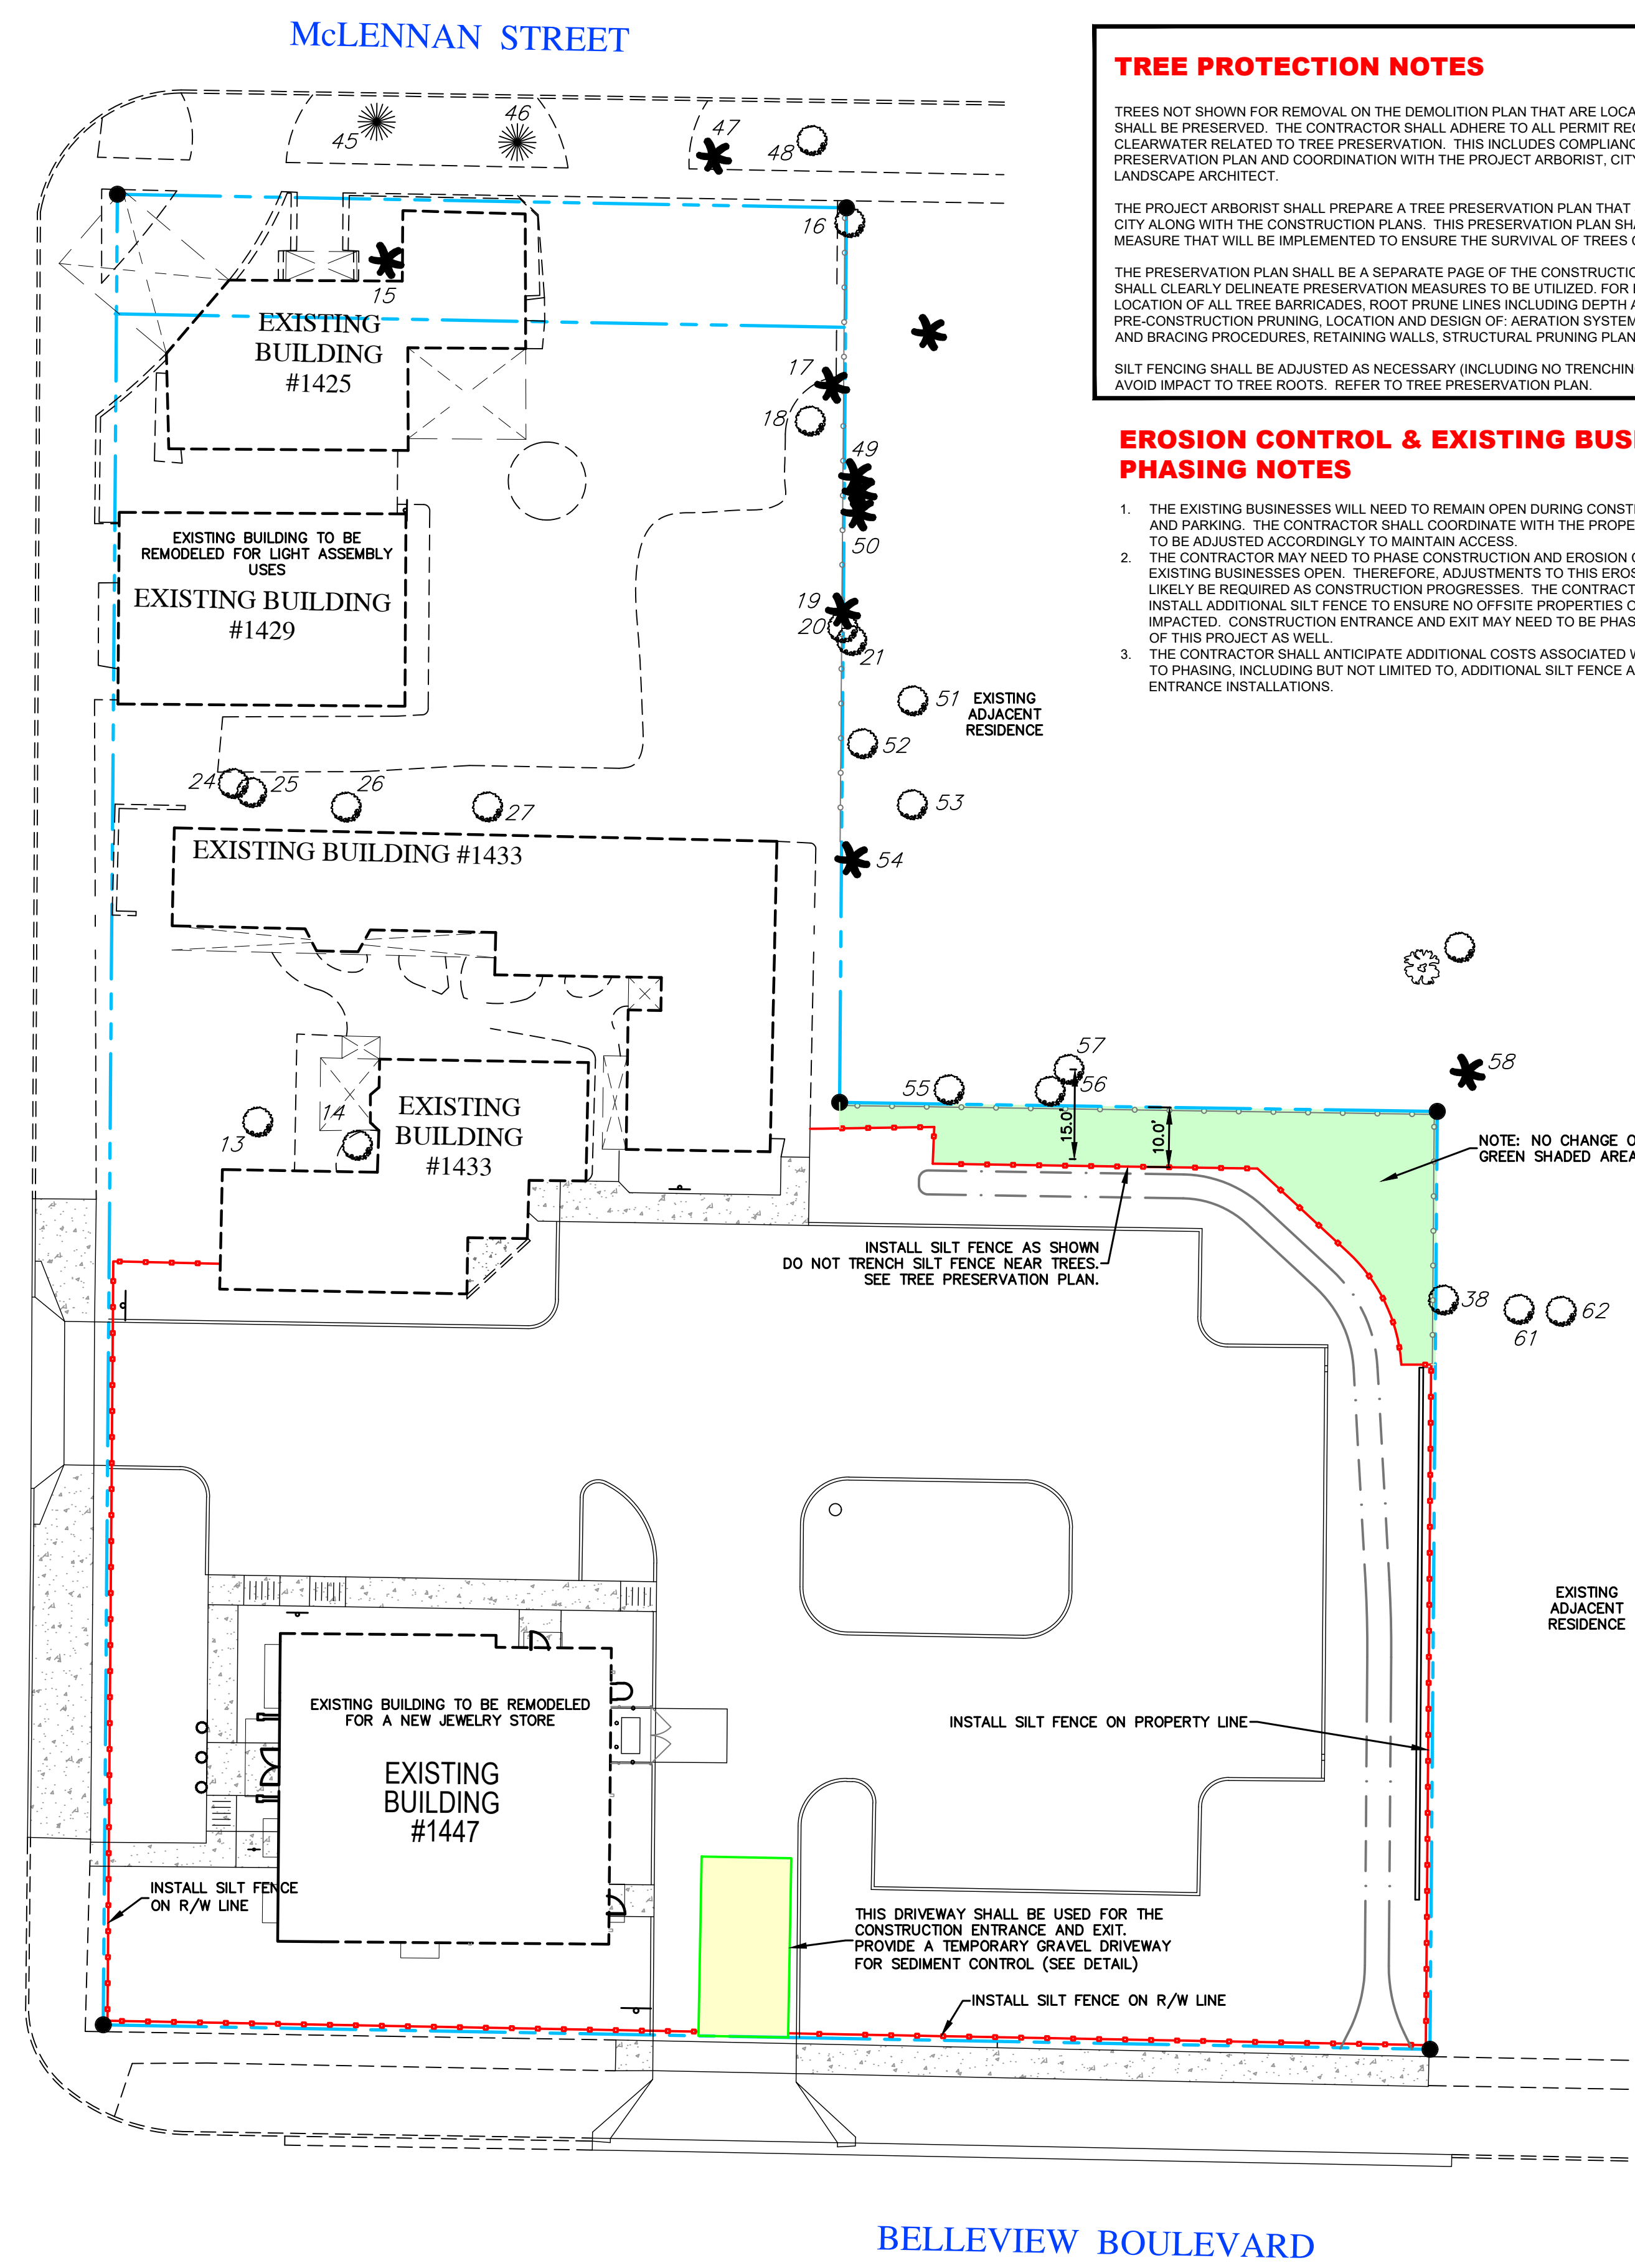 McLENNAN STREET
TREE PROTECTION NOTES
TREES NOT SHOWN FOR REMOVAL ON THE DEMOLITION PLAN THAT ARE
SHALL BE PRESERVED. THE CONTRACTOR SHALL ADHERE TO ALL PERMIT
CLEARWATER RELATED TO TREE PRESERVATION. THIS INCLUDES
PRESERVATION PLAN AND COORDINATION WITH THE PROJECT ARBORIST, CITY
LANDSCAPE ARCHITECT.
THE PROJECT ARBORIST SHALL PREPARE A TREE PRESERVATION PLAN THAT
CITY ALONG WITH THE CONSTRUCTION PLANS. THIS PRESERVATION PLAN
MEASURE THAT WILL BE IMPLEMENTED TO ENSURE THE SURVIVAL OF TREES
THE PRESERVATION PLAN SHALL BE A SEPARATE PAGE OF THE
SHALL CLEARLY DELINEATE PRESERVATION MEASURES TO BE UTILIZED. FOR
LOCATION OF ALL TREE BARRICADES, ROOT PRUNE LINES INCLUDING DEPTH
PRE-CONSTRUCTION PRUNING, LOCATION AND DESIGN OF: AERATION
AND BRACING PROCEDURES, RETAINING WALLS, STRUCTURAL PRUNING
SILT FENCING SHALL BE ADJUSTED AS NECESSARY (INCLUDING NO
AVOID IMPACT TO TREE ROOTS. REFER TO TREE PRESERVATION PLAN.
EROSION CONTROL & EXISTING BUSI
PHASING NOTES
1. THE EXISTING BUSINESSES WILL NEED TO REMAIN OPEN DURING
AND PARKING. THE CONTRACTOR SHALL COORDINATE WITH THE
TO BE ADJUSTED ACCORDINGLY TO MAINTAIN ACCESS.
2. THE CONTRACTOR MAY NEED TO PHASE CONSTRUCTION AND EROSION
EXISTING BUSINESSES OPEN. THEREFORE, ADJUSTMENTS TO THIS
LIKELY BE REQUIRED AS CONSTRUCTION PROGRESSES. THE
INSTALL ADDITIONAL SILT FENCE TO ENSURE NO OFFSITE PROPERTIES
IMPACTED. CONSTRUCTION ENTRANCE AND EXIT MAY NEED TO BE
OF THIS PROJECT AS WELL.
3. THE CONTRACTOR SHALL ANTICIPATE ADDITIONAL COSTS ASSOCIATED
TO PHASING, INCLUDING BUT NOT LIMITED TO, ADDITIONAL SILT FENCE
ENTRANCE INSTALLATIONS.
45
46
47
48
16
15
EXISTING
BUILDING
#1425
17
18
49
50
EXISTING BUILDING TO BE
REMODELED FOR LIGHT ASSEMBLY
USES
EXISTING BUILDING
#1429
19
20
21
51
EXISTING
ADJACENT
RESIDENCE
52
53
54
24
25
26
27
EXISTING BUILDING #1433
13
14
EXISTING
BUILDING
#1433
55
57
56
58
15.0'
10.0'
NOTE: NO CHANGE
GREEN SHADED
INSTALL SILT FENCE AS SHOWN
DO NOT TRENCH SILT FENCE NEAR TREES.
SEE TREE PRESERVATION PLAN.
38
61
62
EXISTING
ADJACENT
RESIDENCE
EXISTING BUILDING TO BE REMODELED
FOR A NEW JEWELRY STORE
EXISTING
BUILDING
#1447
INSTALL SILT FENCE ON PROPERTY LINE
INSTALL SILT FENCE
ON R/W LINE
THIS DRIVEWAY SHALL BE USED FOR THE
CONSTRUCTION ENTRANCE AND EXIT.
PROVIDE A TEMPORARY GRAVEL DRIVEWAY
FOR SEDIMENT CONTROL (SEE DETAIL)
INSTALL SILT FENCE ON R/W LINE
BELLEVIEW BOULEVARD